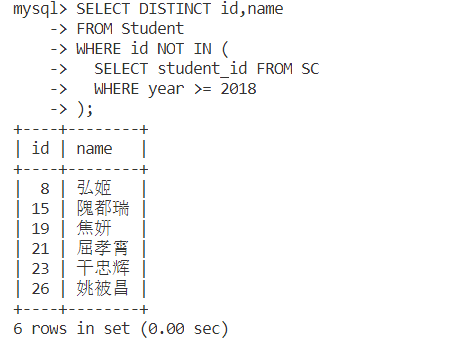 mysql> SELECT DISTINCT id,name
    -> FROM Student
    -> WHERE id NOT IN (
    ->   SELECT student_id FROM SC
    ->   WHERE year >= 2018
    -> );
+----+--------+
| id | name   |
+----+--------+
|  8 | 弘姬   |
| 15 | 隗都瑞 |
| 19 | 焦妍   |
| 21 | 屈孝霄 |
| 23 | 干忠辉 |
| 26 | 姚被昌 |
+----+--------+
6 rows in set (0.00 sec)